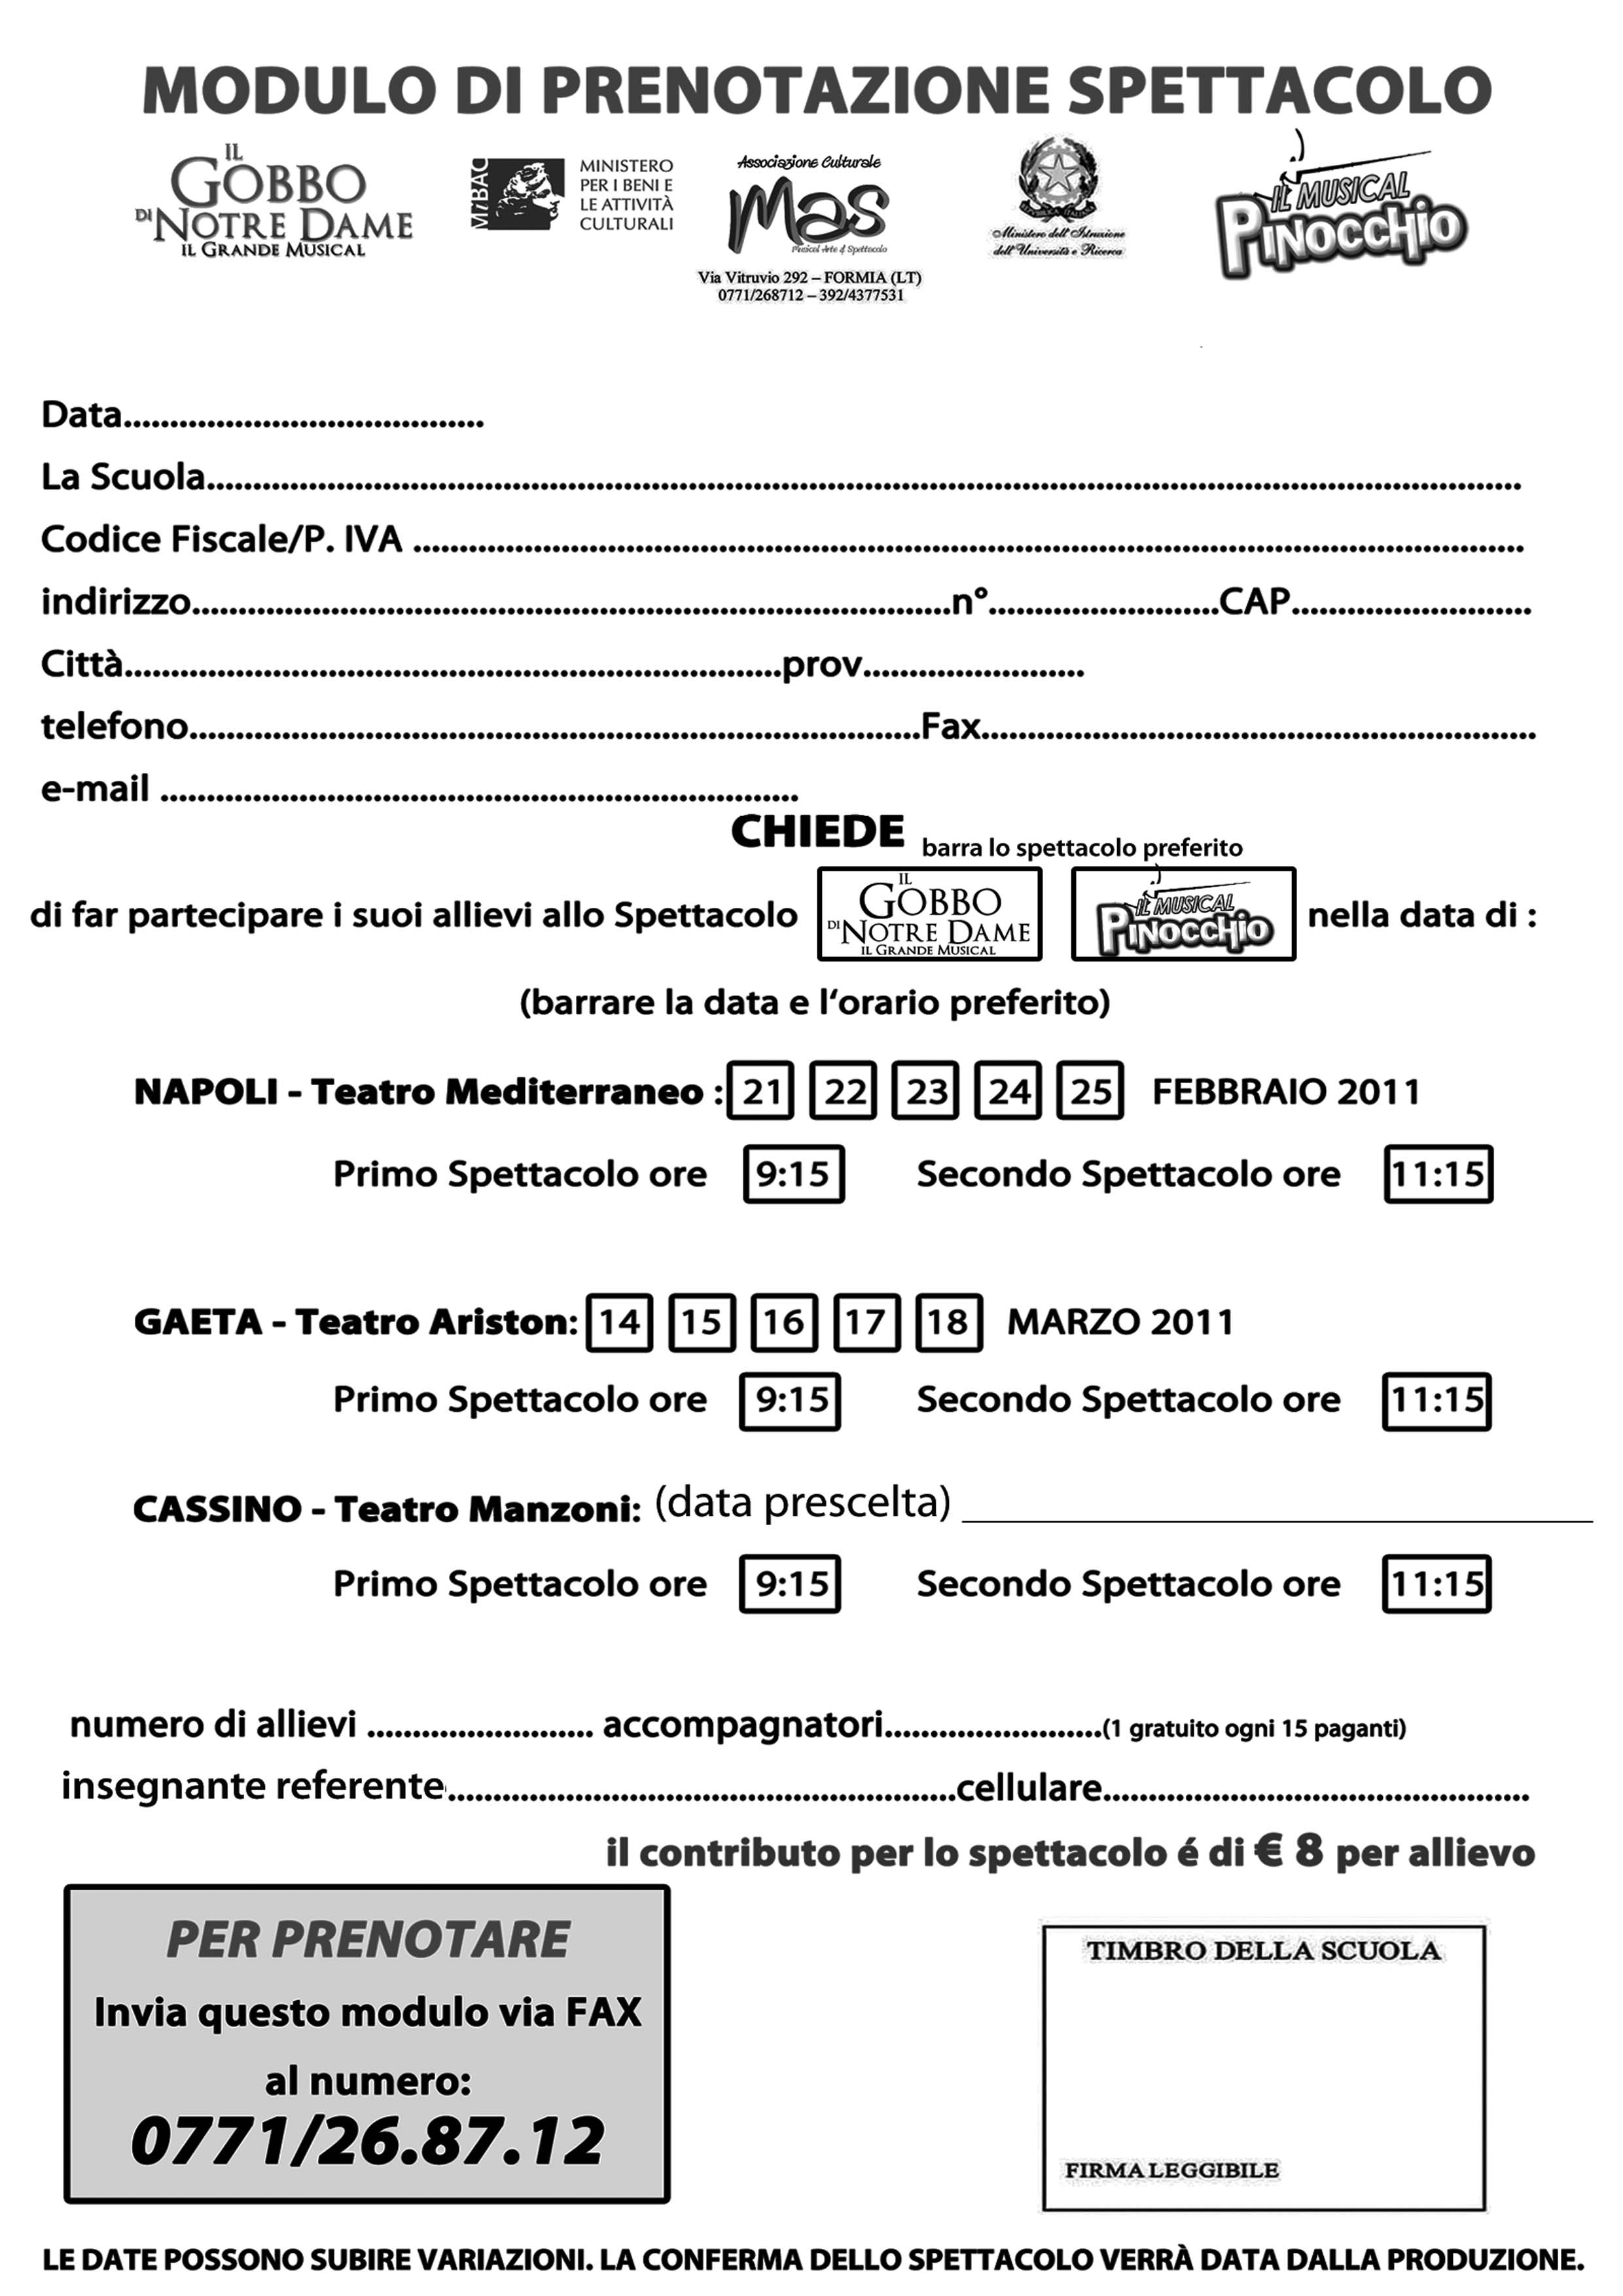 MODULO DI PRENOTAZIONE SPETTACOLO
IL
GOBBO
DI NOTRE DAME
IL GRANDE MUSICAL
MiBAC
MINISTERO
PER I BENI E
LE ATTIVITÀ
CULTURALI
Associazione Culturale
Mas
Musical Arte & Spettacolo
Via Vitruvio 292 – FORMIA (LT)
0771/268712 – 392/4377531
REPVBBLICA ITALIANA
Ministero dell'Istruzione
dell'Università e Ricerca
IL MUSICAL
PINOCCHIO
Data.......................................
La Scuola..............................................................................................................................................
Codice Fiscale/P. IVA ........................................................................................................................
indirizzo..................................................................................n°.........................CAP..........................
Città.......................................................................prov........................
telefono...............................................................................Fax............................................................
e-mail .....................................................................
CHIEDE barra lo spettacolo preferito
di far partecipare i suoi allievi allo Spettacolo IL GOBBO DI NOTRE DAME IL GRANDE MUSICAL IL MUSICAL PINOCCHIO nella data di :
(barrare la data e l‘orario preferito)
NAPOLI - Teatro Mediterraneo : 21 22 23 24 25 FEBBRAIO 2011
Primo Spettacolo ore 9:15 Secondo Spettacolo ore 11:15
GAETA - Teatro Ariston: 14 15 16 17 18 MARZO 2011
Primo Spettacolo ore 9:15 Secondo Spettacolo ore 11:15
CASSINO - Teatro Manzoni: (data prescelta) ______________________________
Primo Spettacolo ore 9:15 Secondo Spettacolo ore 11:15
numero di allievi ........................ accompagnatori.......................(1 gratuito ogni 15 paganti)
insegnante referente.......................................................cellulare..............................................
il contributo per lo spettacolo é di € 8 per allievo
PER PRENOTARE
Invia questo modulo via FAX
al numero:
0771/26.87.12
TIMBRO DELLA SCUOLA
FIRMA LEGGIBILE
LE DATE POSSONO SUBIRE VARIAZIONI. LA CONFERMA DELLO SPETTACOLO VERRÀ DATA DALLA PRODUZIONE.